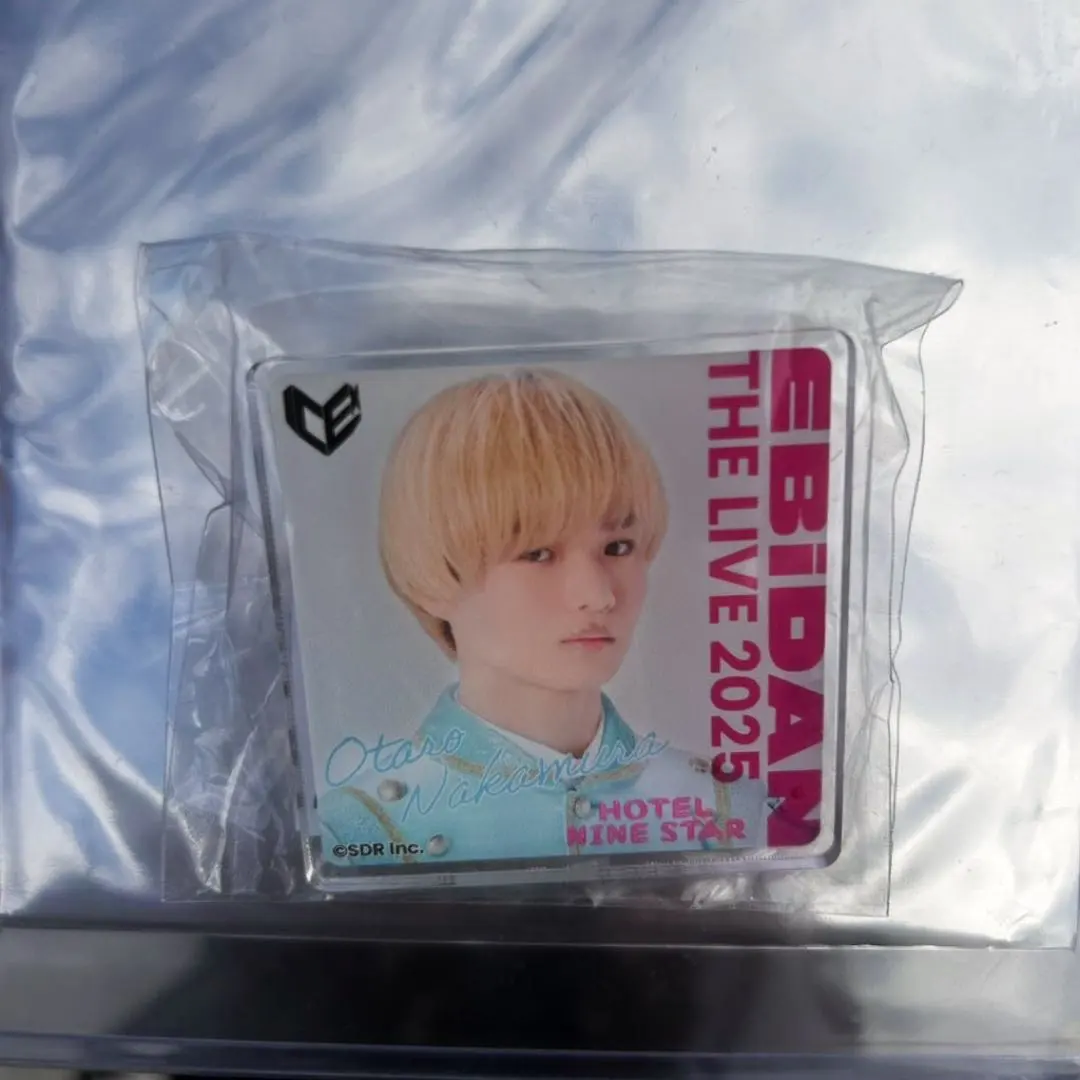 EBiDAN
THE LIVE 2025
Otaro
Nakamura
HOTEL
NINE STAR
©SDR Inc.